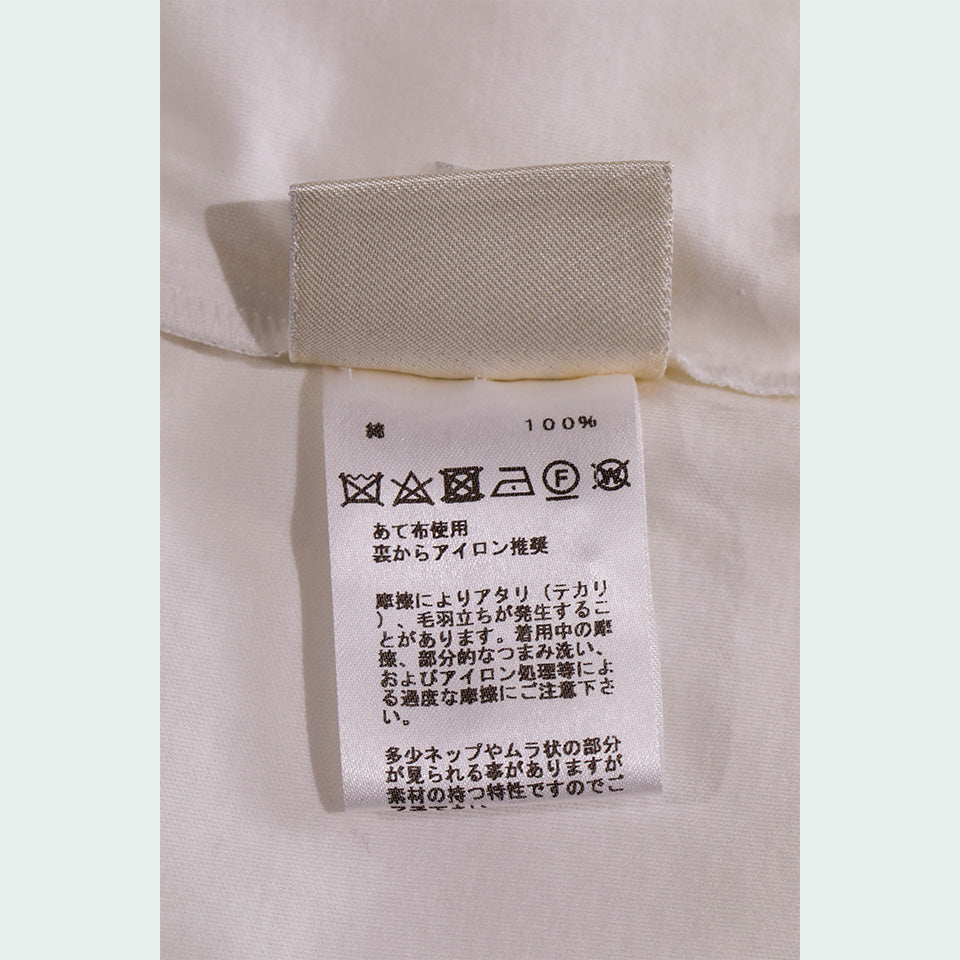 綿 100%
F W
あて布使用
裏からアイロン推奨
摩擦によりアタリ（テカリ
）、毛羽立ちが発生するこ
とがあります。着用中の摩
擦、部分的なつまみ洗い、
およびアイロン処理等によ
る過度な摩擦にご注意下さ
い。
多少ネップやムラ状の部分
が見られる事がありますが
素材の持つ特性ですのでご